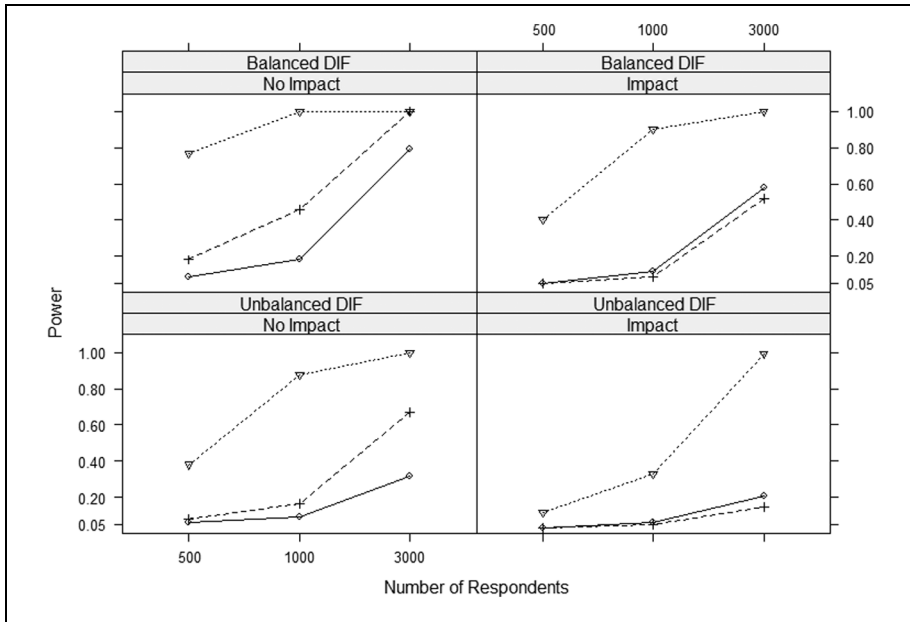 500 1000 3000
Balanced DIF Balanced DIF
No Impact Impact
1.00
0.80
0.60
0.40
0.20
0.05
Unbalanced DIF Unbalanced DIF
No Impact Impact
Power
1.00
0.80
0.60
0.40
0.20
0.05
500 1000 3000
Number of Respondents